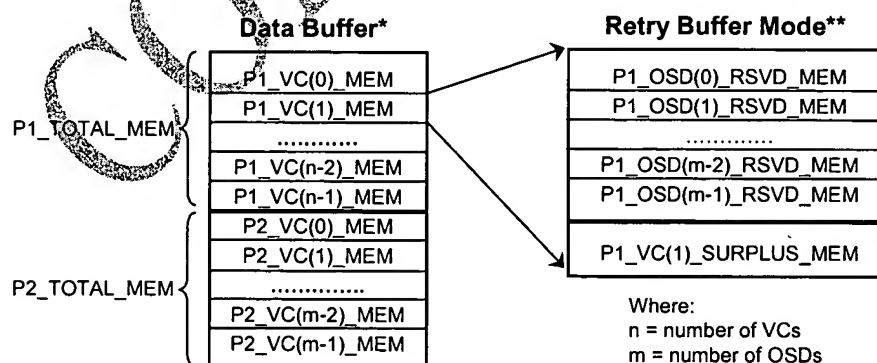 Data Buffer*
P1_VC(0)_MEM
P1_VC(1)_MEM
............
P1_VC(n-2)_MEM
P1_VC(n-1)_MEM
P2_VC(0)_MEM
P2_VC(1)_MEM
..............
P2_VC(m-2)_MEM
P2_VC(m-1)_MEM
P1_TOTAL_MEM
P2_TOTAL_MEM
Retry Buffer Mode**
P1_OSD(0)_RSVD_MEM
P1_OSD(1)_RSVD_MEM
.............
P1_OSD(m-2)_RSVD_MEM
P1_OSD(m-1)_RSVD_MEM
P1_VC(1)_SURPLUS_MEM
Where:
n = number of VCs
m = number of OSDs